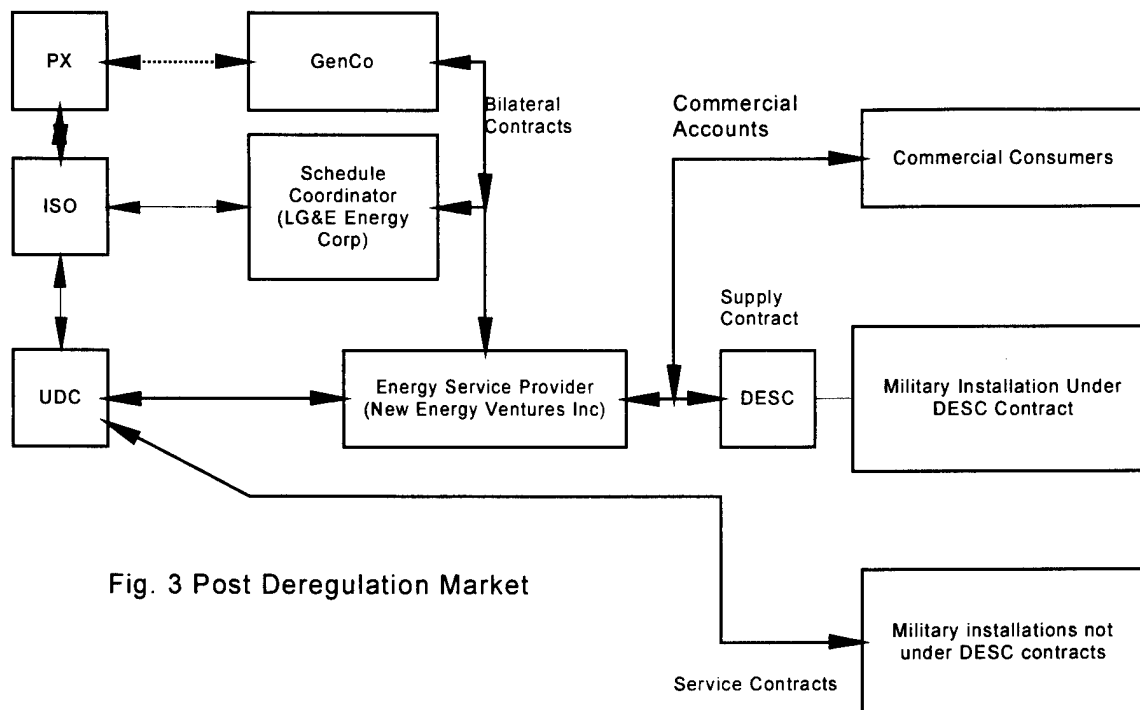 PX
GenCo
Bilateral
Contracts
Commercial
Accounts
Commercial Consumers
ISO
Schedule
Coordinator
(LG&E Energy
Corp)
Supply
Contract
UDC
Energy Service Provider
(New Energy Ventures Inc)
DESC
Military Installation Under
DESC Contract
Fig. 3 Post Deregulation Market
Military installations not
under DESC contracts
Service Contracts